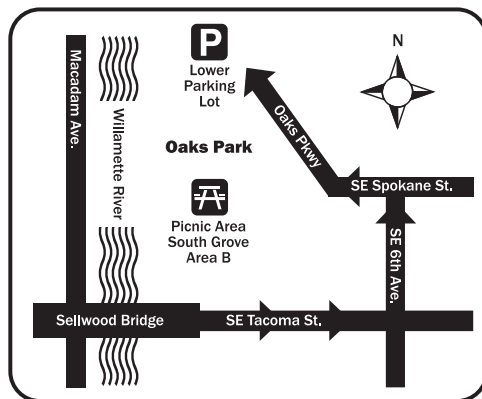 P
N
Lower
Parking
Lot
Macadam Ave.
Willamette River
Oaks Pkwy
Oaks Park
SE Spokane St.
Picnic Area
South Grove
Area B
SE 6th Ave.
Sellwood Bridge
SE Tacoma St.